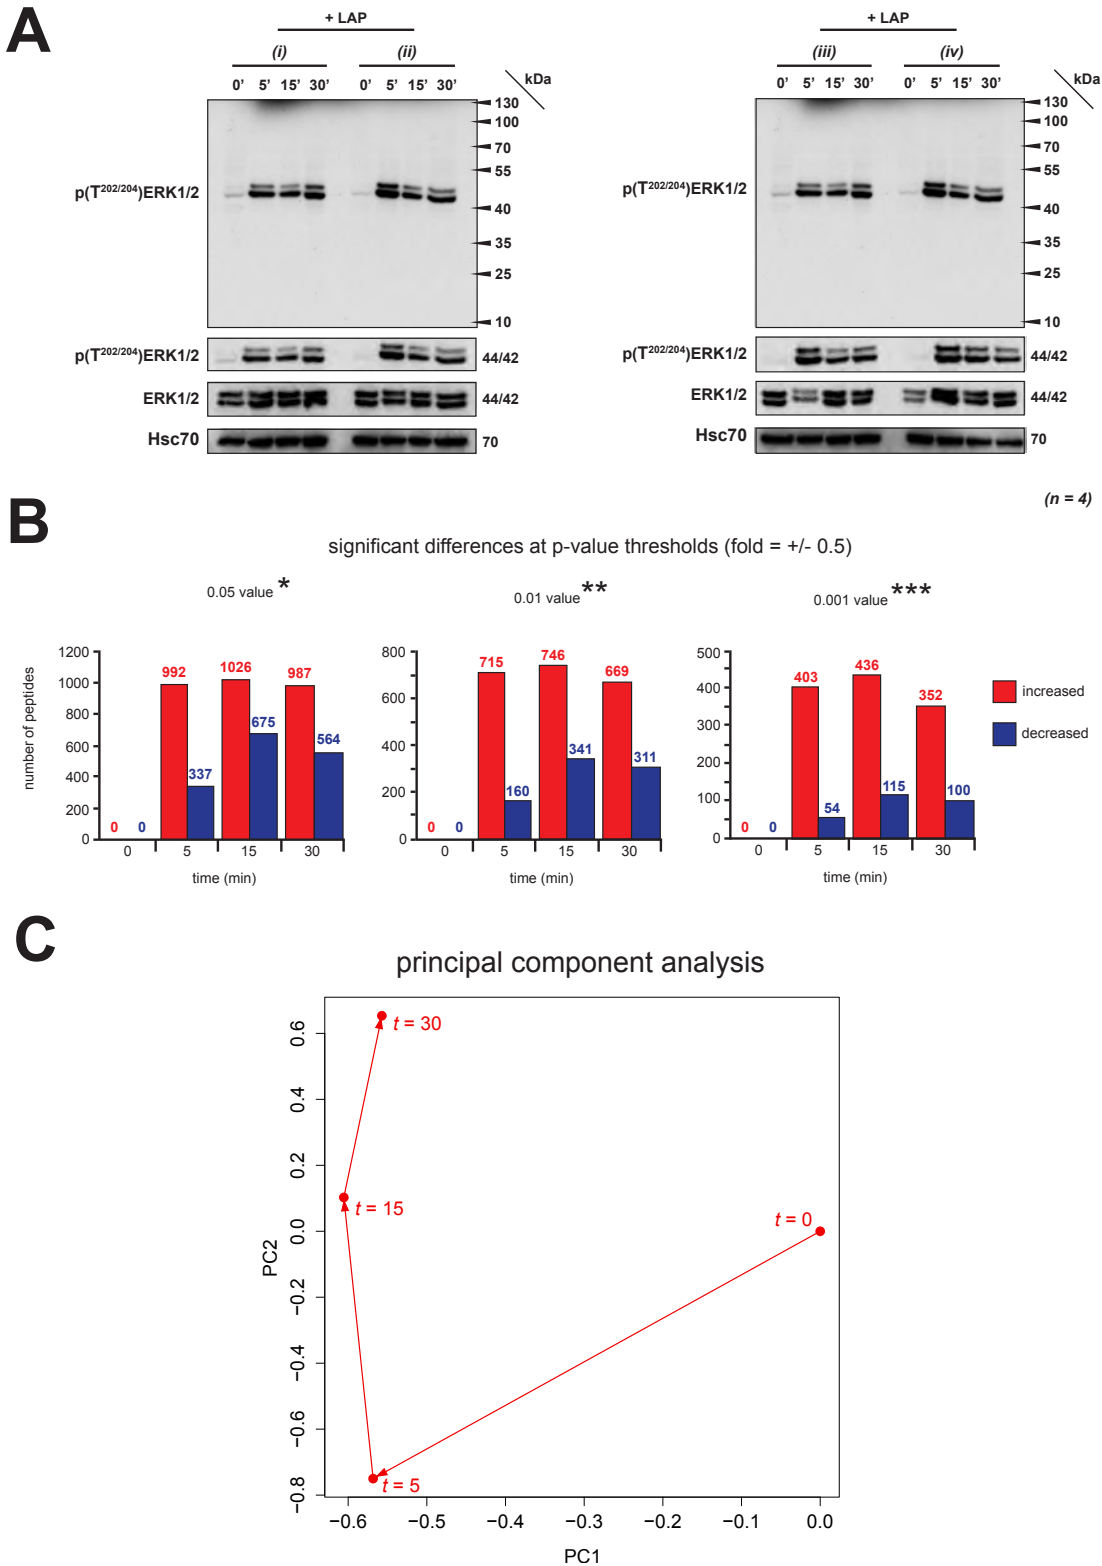 A
+ LAP
(i) (ii)
0' 5' 15' 30' 0' 5' 15' 30' kDa
130
100
70
55
p(T202/204)ERK1/2
40
35
25
10
p(T202/204)ERK1/2 44/42
ERK1/2 44/42
Hsc70 70
+ LAP
(iii) (iv)
0' 5' 15' 30' 0' 5' 15' 30' kDa
130
100
70
55
p(T202/204)ERK1/2
40
35
25
10
p(T202/204)ERK1/2 44/42
ERK1/2 44/42
Hsc70 70
(n = 4)
B
significant differences at p-value thresholds (fold = +/- 0.5)
0.05 value *
number of peptides
1200
1000
800
600
400
200
0
0 0 992 337 1026 675 987 564
0 5 15 30
time (min)
0.01 value **
800
600
400
200
0
0 0 715 160 746 341 669 311
0 5 15 30
time (min)
0.001 value ***
500
400
300
200
100
0
0 0 403 54 436 115 352 100
0 5 15 30
time (min)
increased
decreased
C
principal component analysis
PC2
0.6
0.4
0.2
0.0
−0.2
−0.4
−0.6
−0.8
t = 30
t = 15
t = 0
t = 5
−0.6 −0.5 −0.4 −0.3 −0.2 −0.1 0.0
PC1